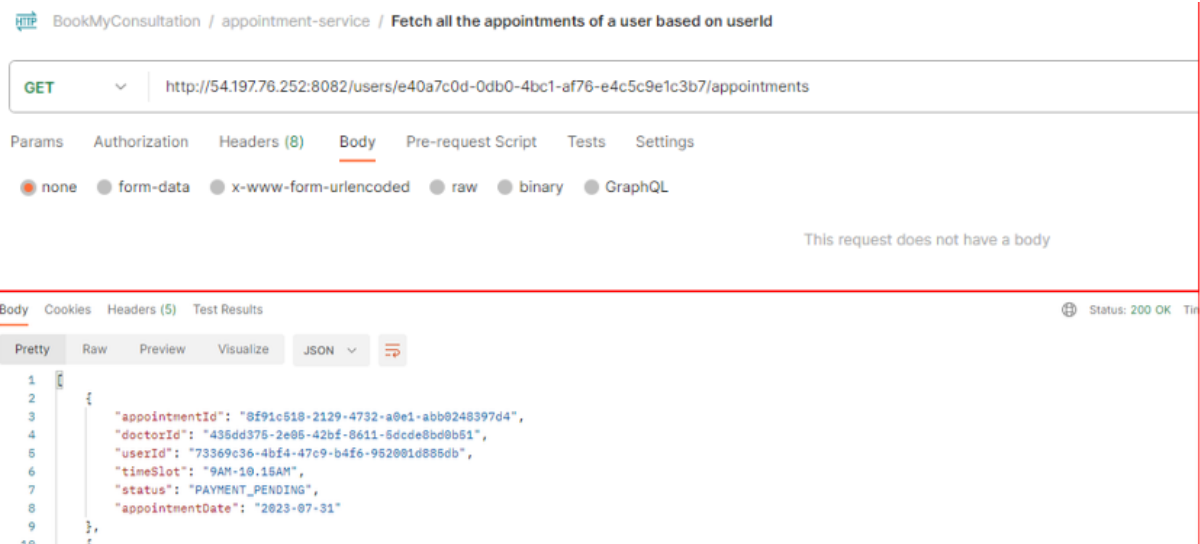 HTTP BookMyConsultation / appointment-service / Fetch all the appointments of a user based on userId
GET http://54.197.76.252:8082/users/e40a7c0d-0db0-4bc1-af76-e4c5c9e1c3b7/appointments
Params Authorization Headers (8) Body Pre-request Script Tests Settings
none form-data x-www-form-urlencoded raw binary GraphQL
This request does not have a body
Body Cookies Headers (5) Test Results Status: 200 OK Tim
Pretty Raw Preview Visualize JSON
1 [
2 {
3 "appointmentId": "8f91c518-2129-4732-a0e1-abb0248397d4",
4 "doctorId": "435dd375-2e05-42bf-8611-5dcde8bd0b51",
5 "userId": "73369c36-4bf4-47c9-b4f6-952001d885db",
6 "timeSlot": "9AM-10.15AM",
7 "status": "PAYMENT_PENDING",
8 "appointmentDate": "2023-07-31"
9 },
10 {